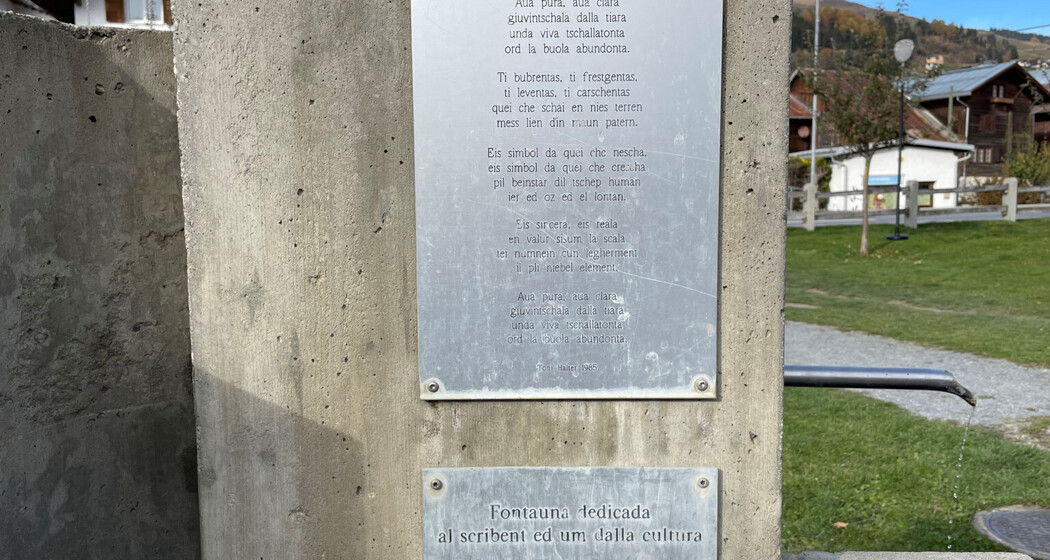 Aua pura, aua clara
giuvintschala dalla tiara
unda viva tschallatonta
ord la buola abundonta.
Ti bubrentas, ti frestgentas,
ti leventas, ti carschentas
quei che schai en nies terren
mess lien din maun patern.
Eis simbol da quei che nescha,
eis simbol da quei che crescha
pil beinstar dil tschep human
ier ed oz ed el lontan.
Eis sincera, eis reala
en valur sisum la scala
tei numnein cun legherment
il pli niebel element.
Aua pura, aua clara
giuvintschala dalla tiara
unda viva tschallatonta
ord la buola abundonta
Toni Halter 1985
Fontauna dedicada
al scribent ed um dalla cultura